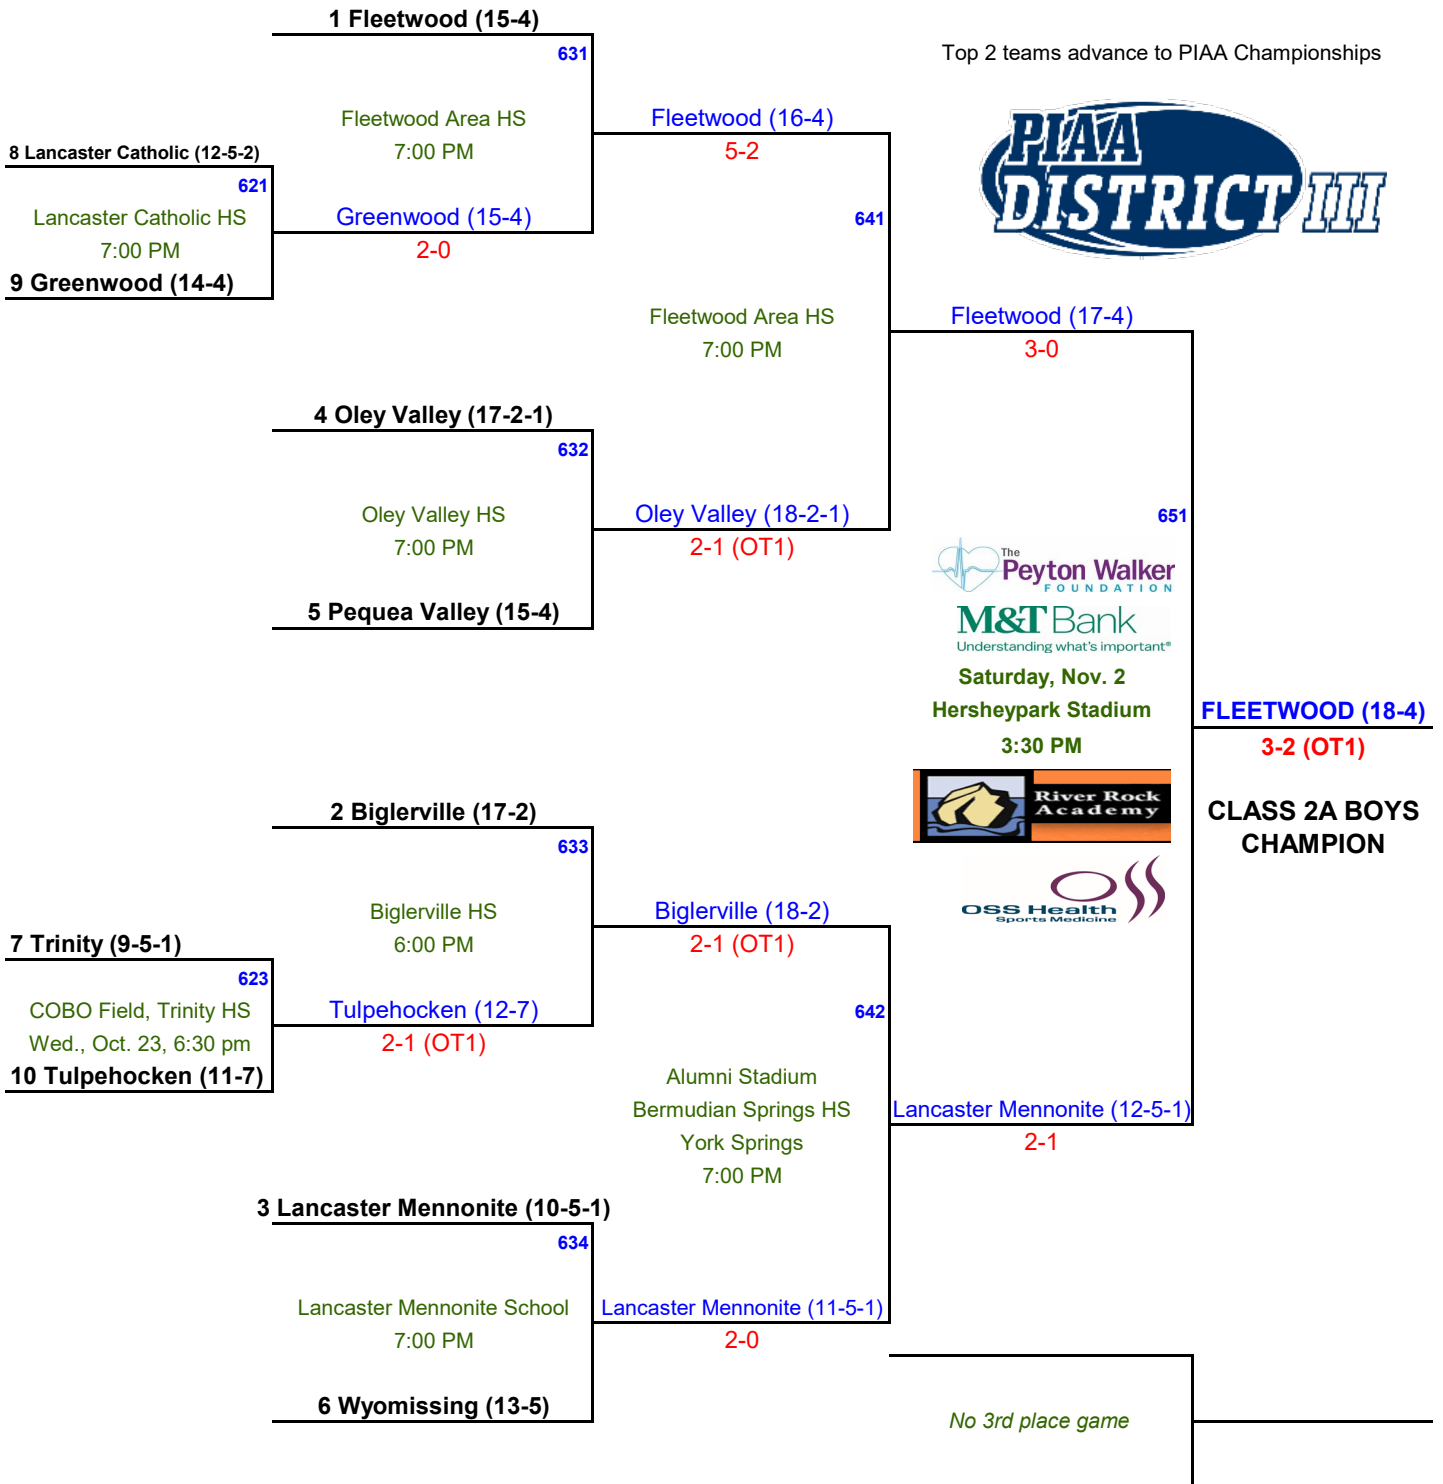 1 Fleetwood (15-4)
631
Top 2 teams advance to PIAA Championships
Fleetwood Area HS
7:00 PM
Fleetwood (16-4)
5-2
PIAA
DISTRICT III
8 Lancaster Catholic (12-5-2)
621
Lancaster Catholic HS
7:00 PM
9 Greenwood (14-4)
Greenwood (15-4)
2-0
641
Fleetwood Area HS
7:00 PM
Fleetwood (17-4)
3-0
4 Oley Valley (17-2-1)
632
Oley Valley HS
7:00 PM
Oley Valley (18-2-1)
2-1 (OT1)
5 Pequea Valley (15-4)
651
The
Peyton Walker
FOUNDATION
M&T Bank
Understanding what's important®
Saturday, Nov. 2
Hersheypark Stadium
3:30 PM
River Rock
Academy
OSS
OSS Health
Sports Medicine
FLEETWOOD (18-4)
3-2 (OT1)
CLASS 2A BOYS
CHAMPION
2 Biglerville (17-2)
633
Biglerville HS
6:00 PM
Biglerville (18-2)
2-1 (OT1)
7 Trinity (9-5-1)
623
COBO Field, Trinity HS
Wed., Oct. 23, 6:30 pm
10 Tulpehocken (11-7)
Tulpehocken (12-7)
2-1 (OT1)
642
Alumni Stadium
Bermudian Springs HS
York Springs
7:00 PM
Lancaster Mennonite (12-5-1)
2-1
3 Lancaster Mennonite (10-5-1)
634
Lancaster Mennonite School
7:00 PM
Lancaster Mennonite (11-5-1)
2-0
6 Wyomissing (13-5)
No 3rd place game